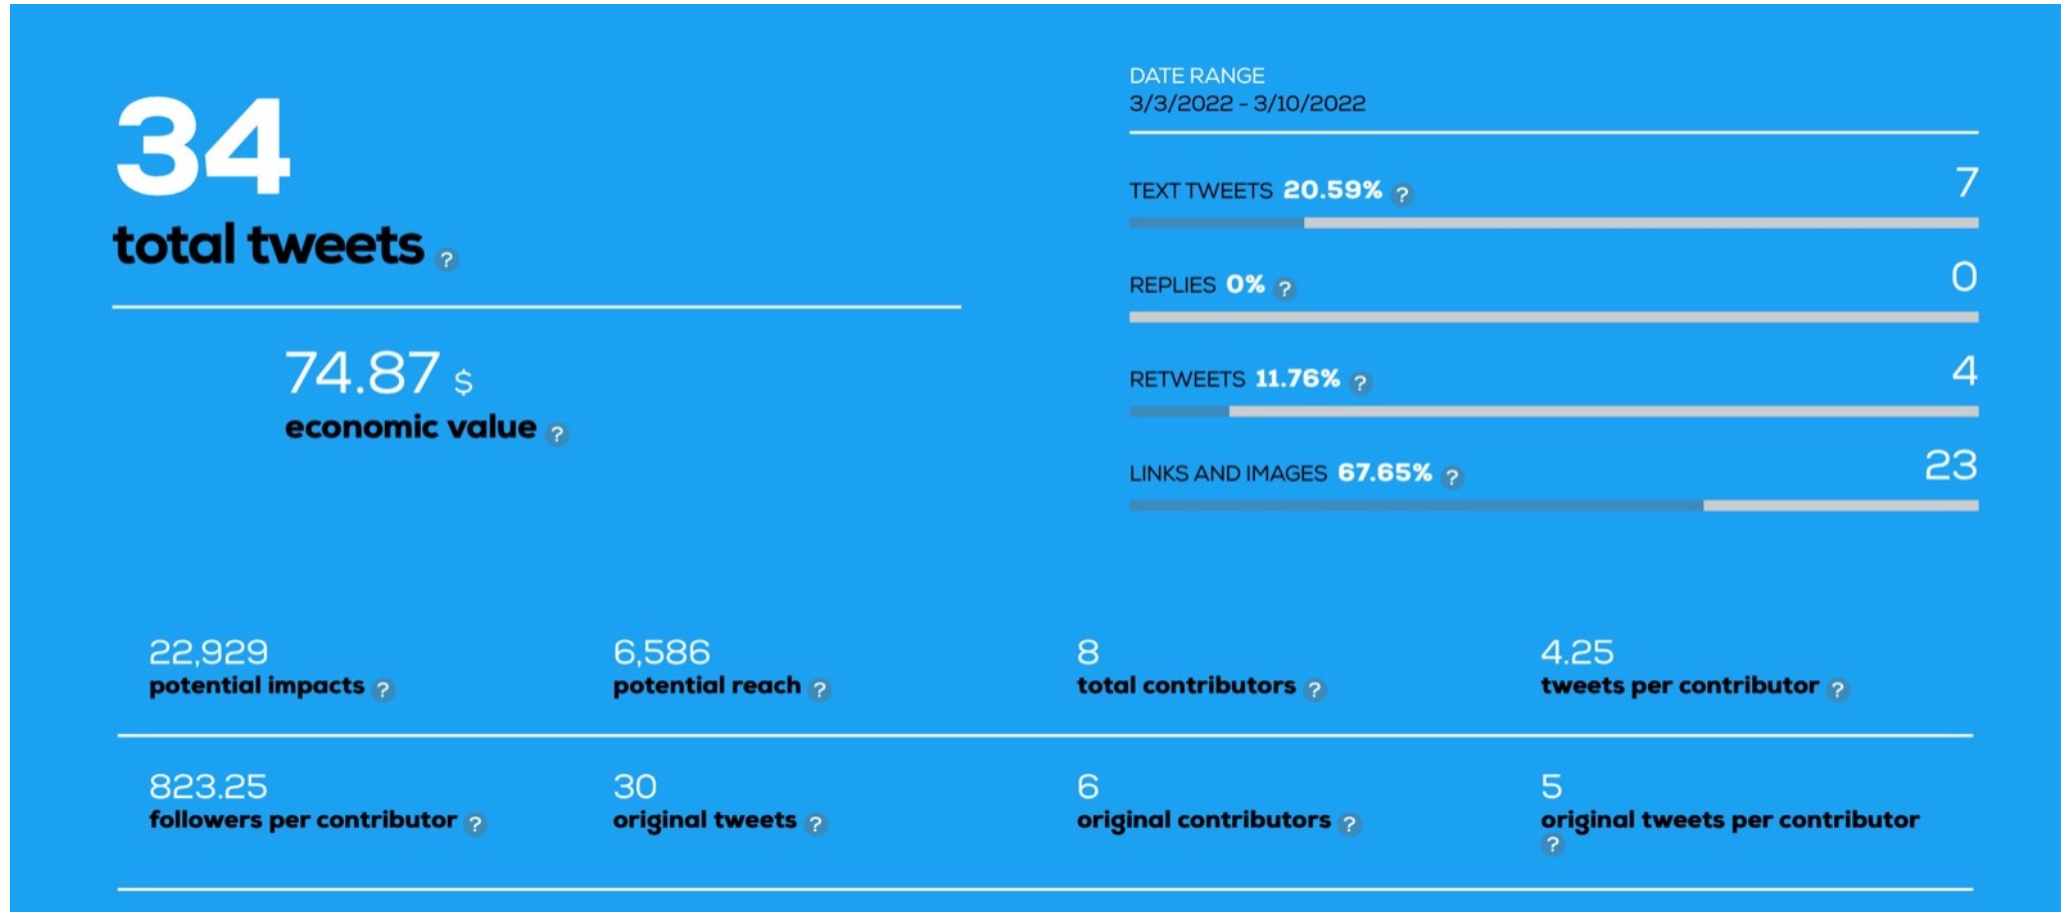 34
total tweets ?
74.87 $
economic value ?
DATE RANGE
3/3/2022 - 3/10/2022
TEXT TWEETS 20.59% ? 7
REPLIES 0% ? 0
RETWEETS 11.76% ? 4
LINKS AND IMAGES 67.65% ? 23
22,929
potential impacts ?
6,586
potential reach ?
8
total contributors ?
4.25
tweets per contributor ?
823.25
followers per contributor ?
30
original tweets ?
6
original contributors ?
5
original tweets per contributor
?